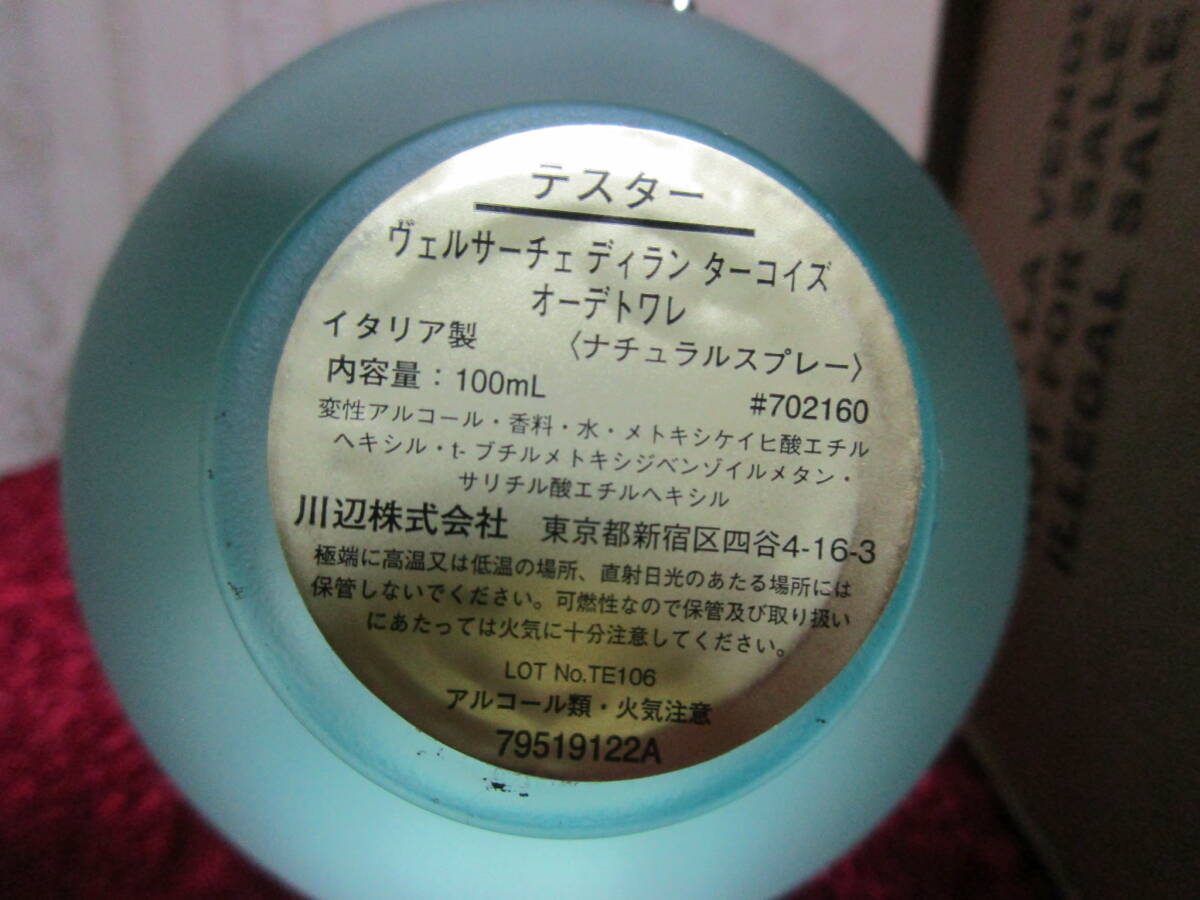 テスター
ヴェルサーチェ ディラン ターコイズ
オーデトワレ
イタリア製 〈ナチュラルスプレー〉
内容量：100mL #702160
変性アルコール・香料・水・メトキシケイヒ酸エチル
ヘキシル・t- ブチルメトキシジベンゾイルメタン・
サリチル酸エチルヘキシル
川辺株式会社 東京都新宿区四谷4-16-3
極端に高温又は低温の場所、直射日光のあたる場所には
保管しないでください。可燃性なので保管及び取り扱い
にあたっては火気に十分注意してください。
LOT No.TE106
アルコール類・火気注意
79519122A
LA
FOR SALE
ILLEGAL SALE